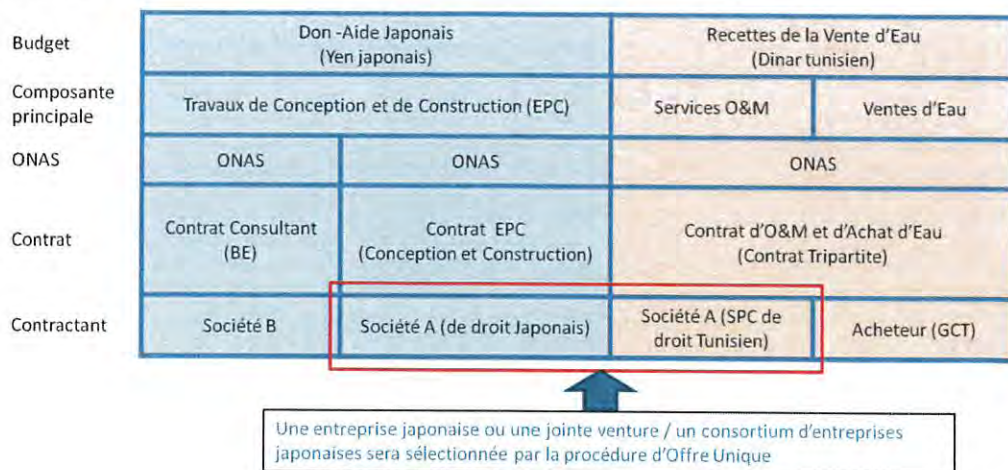 Budget
Don -Aide Japonais
(Yen japonais)
Recettes de la Vente d'Eau
(Dinar tunisien)
Composante
principale
Travaux de Conception et de Construction (EPC)
Services O&M
Ventes d'Eau
ONAS
ONAS
ONAS
ONAS
Contrat
Contrat Consultant
(BE)
Contrat EPC
(Conception et Construction)
Contrat d'O&M et d'Achat d'Eau
(Contrat Tripartite)
Contractant
Société B
Société A (de droit Japonais)
Société A (SPC de
droit Tunisien)
Acheteur (GCT)
Une entreprise japonaise ou une jointe venture / un consortium d'entreprises
japonaises sera sélectionnée par la procédure d'Offre Unique